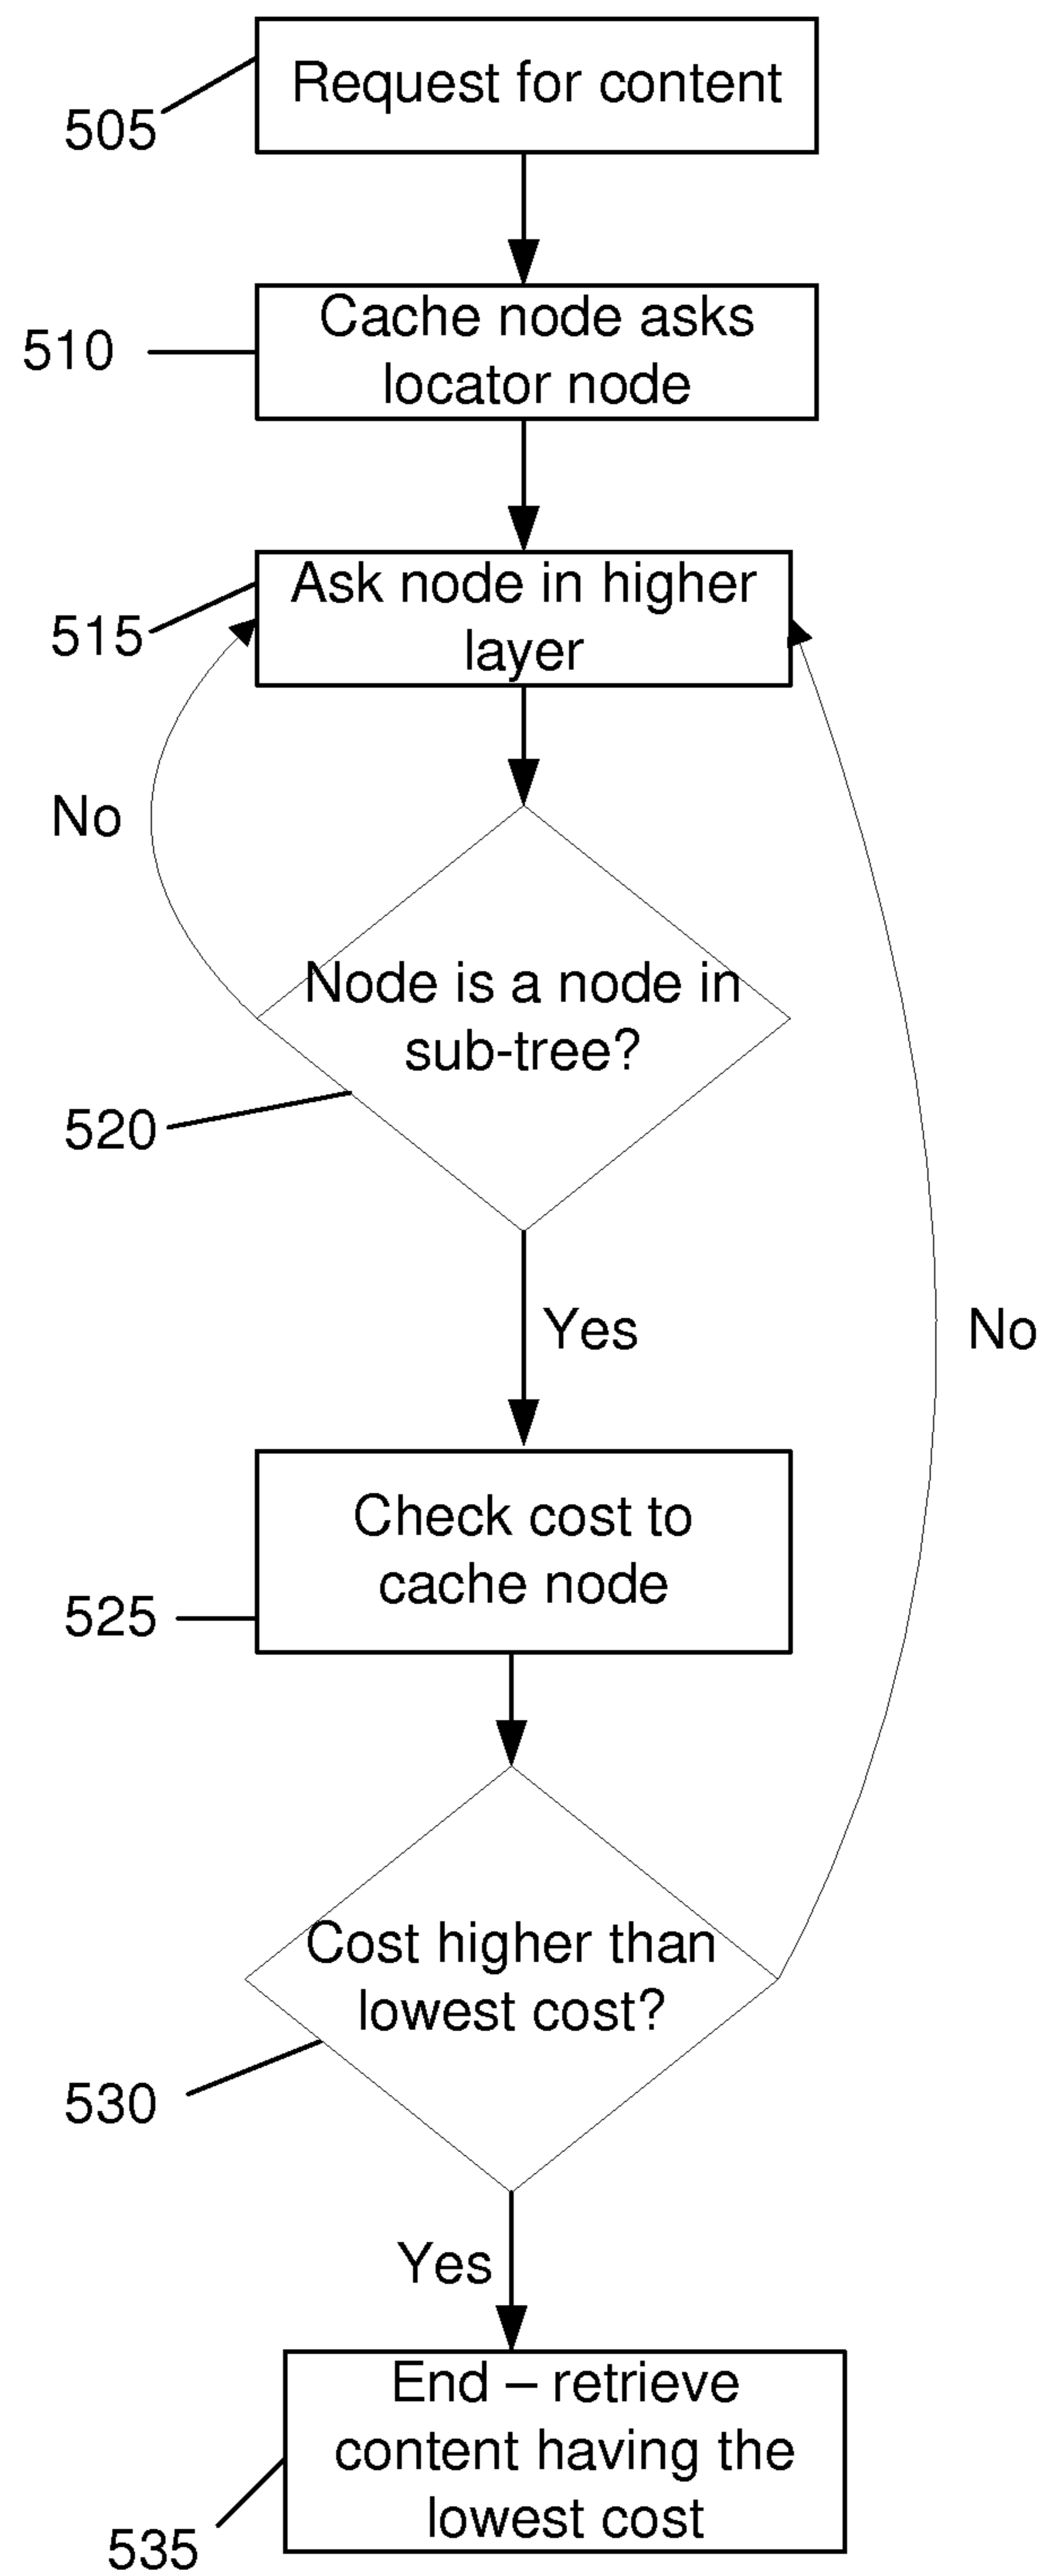 Request for content
505
Cache node asks
locator node
510
Ask node in higher
layer
515
No
Node is a node in
sub-tree?
520
Yes
No
Check cost to
cache node
525
Cost higher than
lowest cost?
530
Yes
End – retrieve
content having the
lowest cost
535